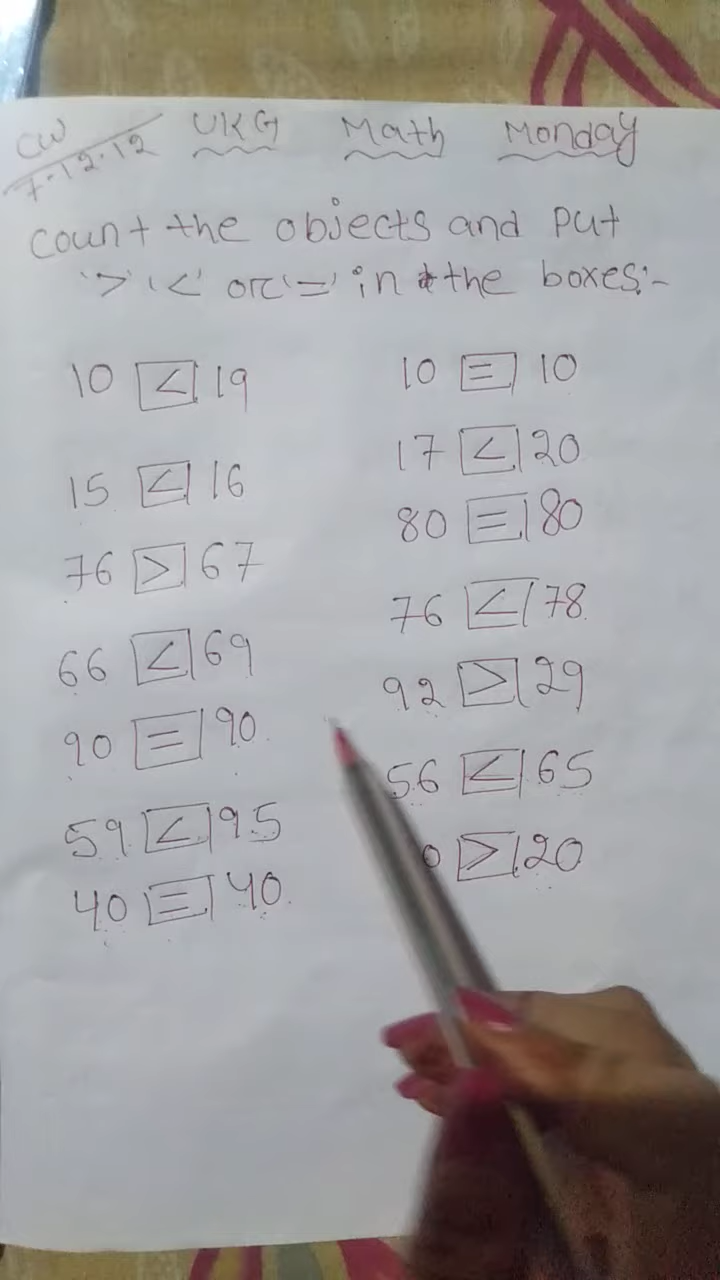 CW UKG Math Monday
7-12-12
Count the objects and put
'>' '<' or '=' in the boxes:-
10 < 19
15 < 16
76 > 67
66 < 69
90 = 90
59 < 95
40 = 40
10 = 10
17 < 20
80 = 80
76 < 78
92 > 29
56 < 65
0 > 20